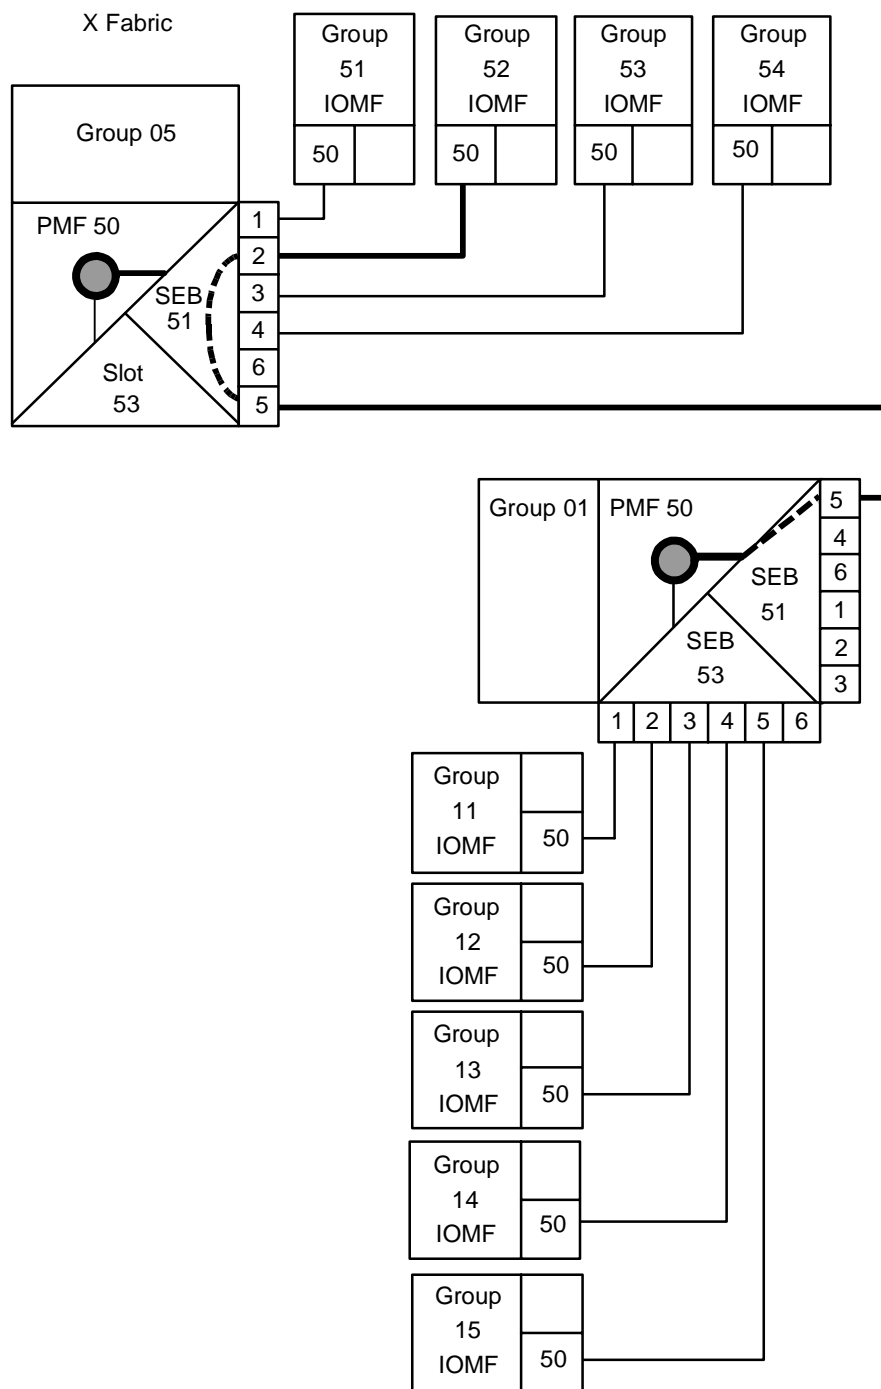 X Fabric
Group
51
IOMF
50
Group
52
IOMF
50
Group
53
IOMF
50
Group
54
IOMF
50
Group 05
PMF 50
SEB
51
Slot
53
1
2
3
4
6
5
Group 01
PMF 50
SEB
51
SEB
53
5
4
6
1
2
3
1 2 3 4 5 6
Group
11
IOMF
50
Group
12
IOMF
50
Group
13
IOMF
50
Group
14
IOMF
50
Group
15
IOMF
50